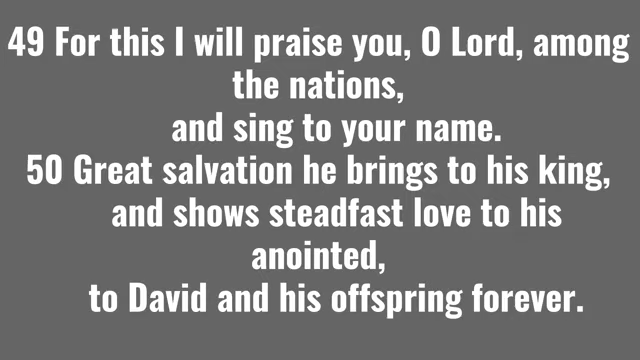 49 For this I will praise you, O Lord, among
the nations,
and sing to your name.
50 Great salvation he brings to his king,
and shows steadfast love to his
anointed,
to David and his offspring forever.